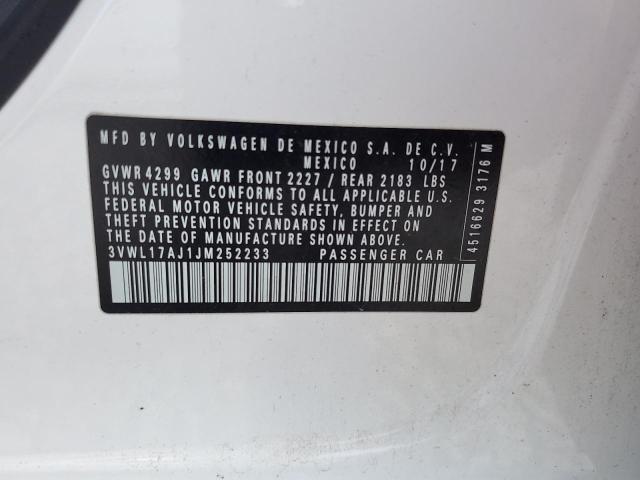 MFD BY VOLKSWAGEN DE MEXICO S.A. DE C.V.
MEXICO 10/17
GVWR 4299 GAWR FRONT 2227 / REAR 2183 LBS
THIS VEHICLE CONFORMS TO ALL APPLICABLE U.S.
FEDERAL MOTOR VEHICLE SAFETY, BUMPER AND
THEFT PREVENTION STANDARDS IN EFFECT ON
THE DATE OF MANUFACTURE SHOWN ABOVE.
3VWL17AJ1JM252233 PASSENGER CAR
4516629 3176 M